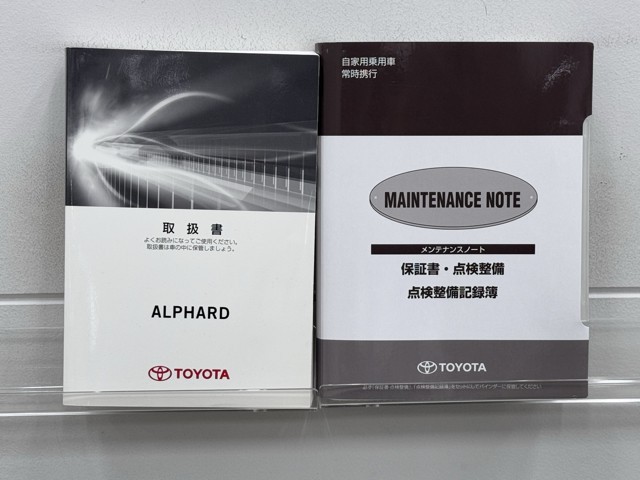 取扱書
よくお読みになってご使用ください。
取扱書は車の中に保管しましょう。
ALPHARD
TOYOTA
自家用乗用車
常時携行
MAINTENANCE NOTE
メンテナンスノート
保証書・点検整備
点検整備記録簿
TOYOTA